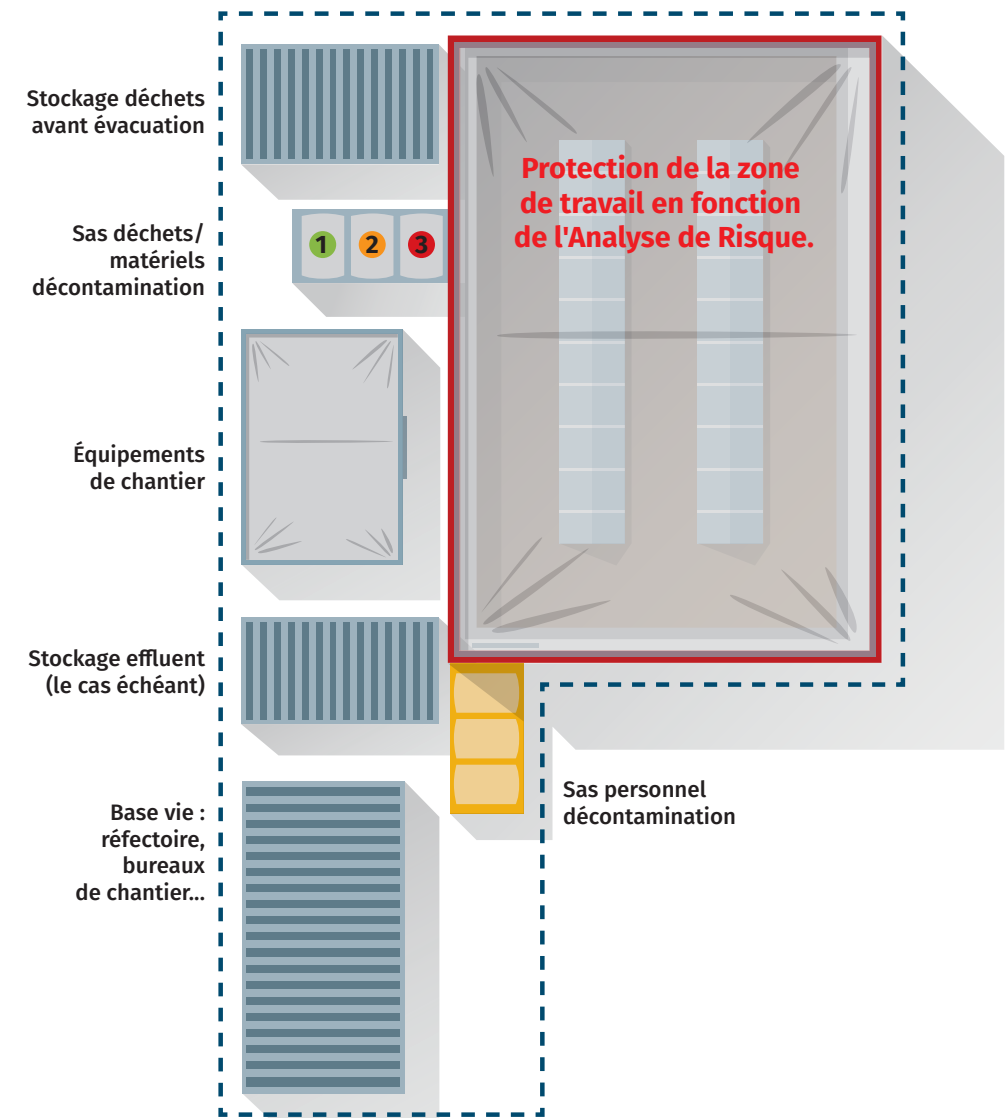 Stockage déchets
avant évacuation
Protection de la zone
de travail en fonction
de l'Analyse de Risque.
Sas déchets/
matériels
décontamination
1 2 3
Équipements
de chantier
Stockage effluent
(le cas échéant)
Sas personnel
décontamination
Base vie :
réfectoire,
bureaux
de chantier...